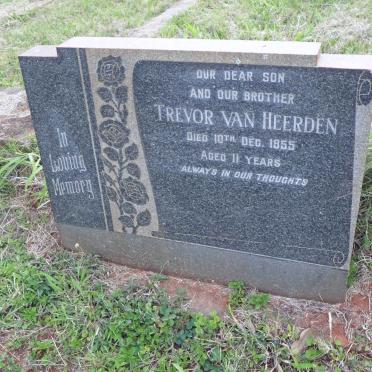 In
Loving
Memory
OUR DEAR SON
AND OUR BROTHER
TREVOR VAN HEERDEN
DIED 10TH. DEC. 1955
AGED 11 YEARS
ALWAYS IN OUR THOUGHTS